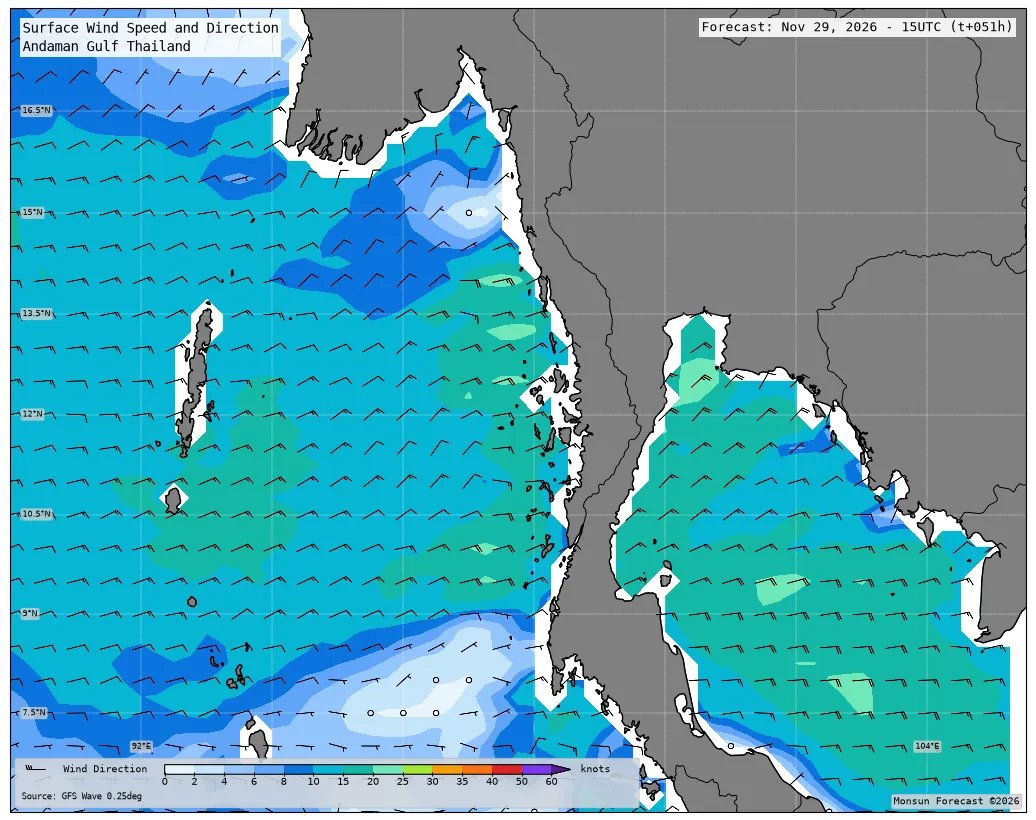 Surface Wind Speed and Direction
Andaman Gulf Thailand
Forecast: Nov 29, 2026 - 15UTC (t+051h)
16.5°N
15°N
13.5°N
12°N
10.5°N
9°N
7.5°N
92°E
104°E
Wind Direction
knots
0 2 4 6 8 10 15 20 25 30 35 40 50 60
Source: GFS Wave 0.25deg
Monsun Forecast ©2026